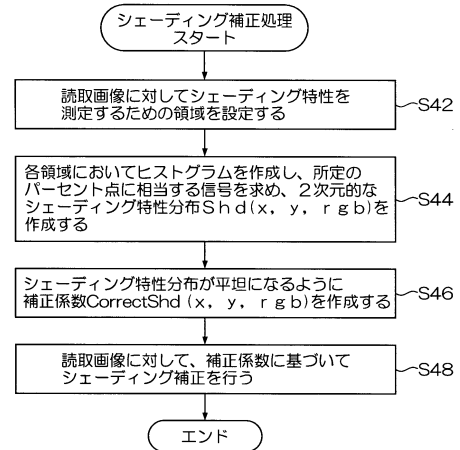 シェーディング補正処理
スタート
読取画像に対してシェーディング特性を
測定するための領域を設定する
S42
各領域においてヒストグラムを作成し、所定の
パーセント点に相当する信号を求め、２次元的な
シェーディング特性分布Ｓｈｄ(x, y, ｒｇｂ)を
作成する
S44
シェーディング特性分布が平坦になるように
補正係数CorrectShd (x, y, ｒｇｂ)を作成する
S46
読取画像に対して、補正係数に基づいて
シェーディング補正を行う
S48
エンド